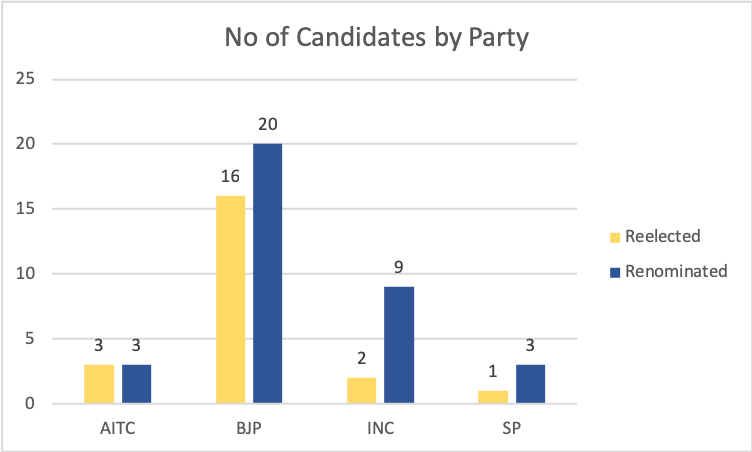 No of Candidates by Party
25
20
15
10
5
0
3
3
16
20
2
9
1
3
AITC
BJP
INC
SP
Reelected
Renominated